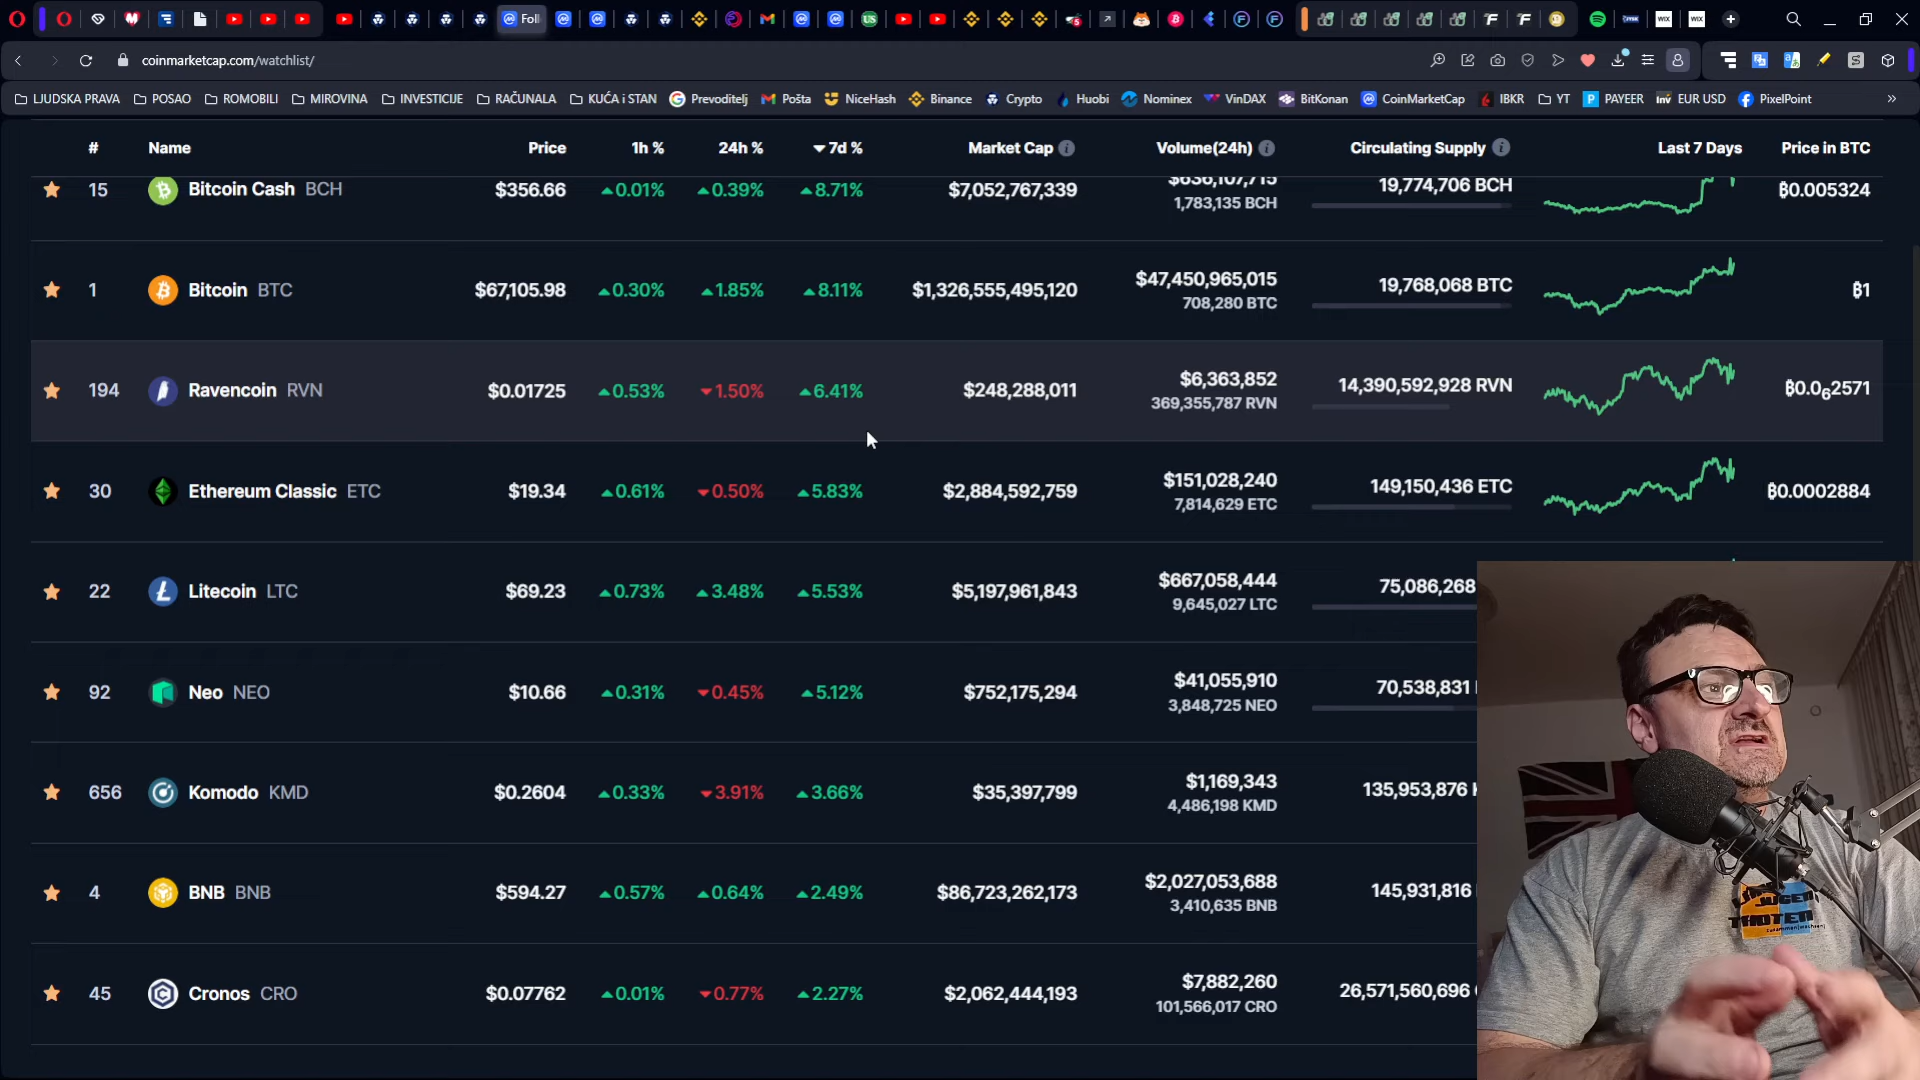 Foll
coinmarketcap.com/watchlist/
LJUDSKA PRAVA POSAO ROMOBILI MIROVINA INVESTICIJE RAČUNALA KUĆA i STAN Prevoditelj Pošta NiceHash Binance Crypto Huobi Nominex VinDAX BitKonan CoinMarketCap IBKR YT PAYEER EUR USD PixelPoint
# Name Price 1h % 24h % 7d % Market Cap Volume(24h) Circulating Supply Last 7 Days Price in BTC
15 Bitcoin Cash BCH $356.66 0.01% 0.39% 8.71% $7,052,767,339 $636,107,715 19,774,706 BCH ₿0.005324
1,783,135 BCH
1 Bitcoin BTC $67,105.98 0.30% 1.85% 8.11% $1,326,555,495,120 $47,450,965,015 19,768,068 BTC ₿1
708,280 BTC
194 Ravencoin RVN $0.01725 0.53% 1.50% 6.41% $248,288,011 $6,363,852 14,390,592,928 RVN ₿0.0₆2571
369,355,787 RVN
30 Ethereum Classic ETC $19.34 0.61% 0.50% 5.83% $2,884,592,759 $151,028,240 149,150,436 ETC ₿0.0002884
7,814,629 ETC
22 Litecoin LTC $69.23 0.73% 3.48% 5.53% $5,197,961,843 $667,058,444 75,086,268
9,645,027 LTC
92 Neo NEO $10.66 0.31% 0.45% 5.12% $752,175,294 $41,055,910 70,538,831
3,848,725 NEO
656 Komodo KMD $0.2604 0.33% 3.91% 3.66% $35,397,799 $1,169,343 135,953,876 K
4,486,198 KMD
4 BNB BNB $594.27 0.57% 0.64% 2.49% $86,723,262,173 $2,027,053,688 145,931,816
3,410,635 BNB
45 Cronos CRO $0.07762 0.01% 0.77% 2.27% $2,062,444,193 $7,882,260 26,571,560,696
101,566,017 CRO